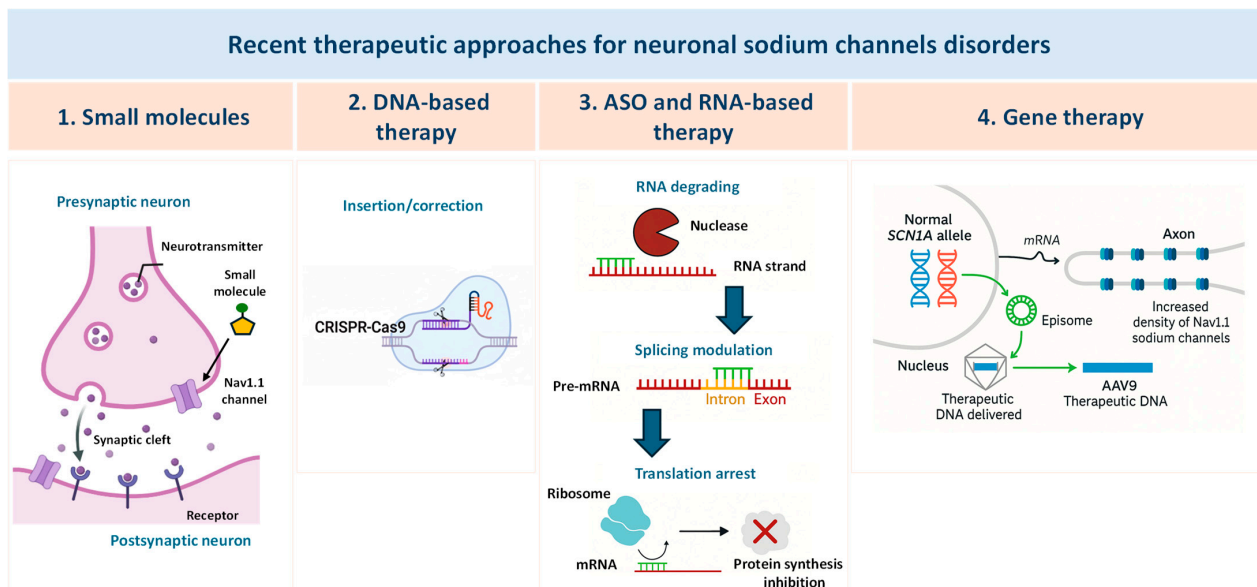 Recent therapeutic approaches for neuronal sodium channels disorders
1. Small molecules
2. DNA-based
therapy
3. ASO and RNA-based
therapy
4. Gene therapy
Presynaptic neuron
Neurotransmitter
Small
molecule
Nav1.1
channel
Synaptic cleft
Receptor
Postsynaptic neuron
Insertion/correction
CRISPR-Cas9
RNA degrading
Nuclease
RNA strand
Splicing modulation
Pre-mRNA
Intron
Exon
Translation arrest
Ribosome
mRNA
Protein synthesis
inhibition
Normal
SCN1A allele
mRNA
Axon
Episome
Increased
density of Nav1.1
sodium channels
Nucleus
Therapeutic
DNA delivered
AAV9
Therapeutic DNA